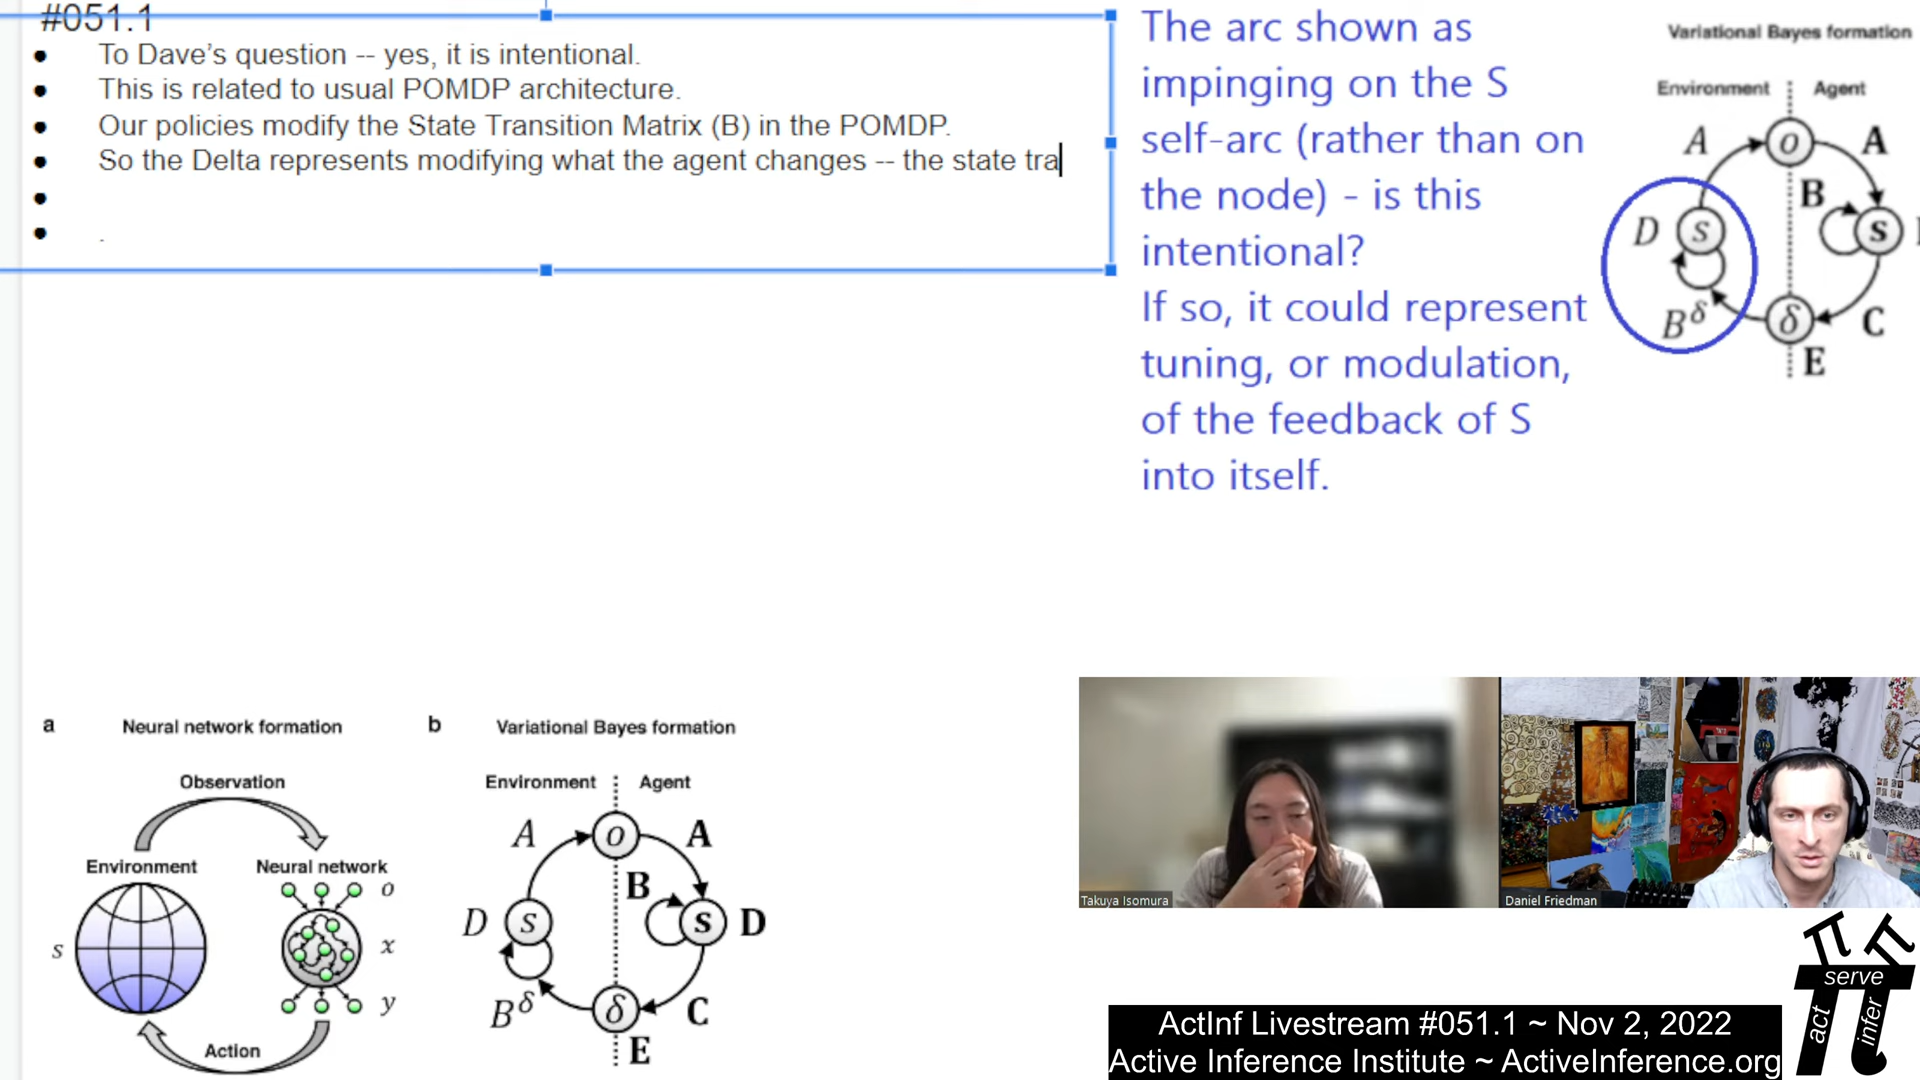 #051.1
To Dave's question -- yes, it is intentional.
This is related to usual POMDP architecture.
Our policies modify the State Transition Matrix (B) in the POMDP.
So the Delta represents modifying what the agent changes -- the state tra
.
The arc shown as
impinging on the S
self-arc (rather than on
the node) - is this
intentional?
If so, it could represent
tuning, or modulation,
of the feedback of S
into itself.
Variational Bayes formation
Environment Agent
A o A
B
D s s
B^δ δ C
E
a Neural network formation
Observation
Environment Neural network
o
s x
y
Action
b Variational Bayes formation
Environment Agent
A o A
B
D s s D
B^δ δ C
E
Takuya Isomura
Daniel Friedman
serve
act
infer
ActInf Livestream #051.1 ~ Nov 2, 2022
Active Inference Institute ~ ActiveInference.org